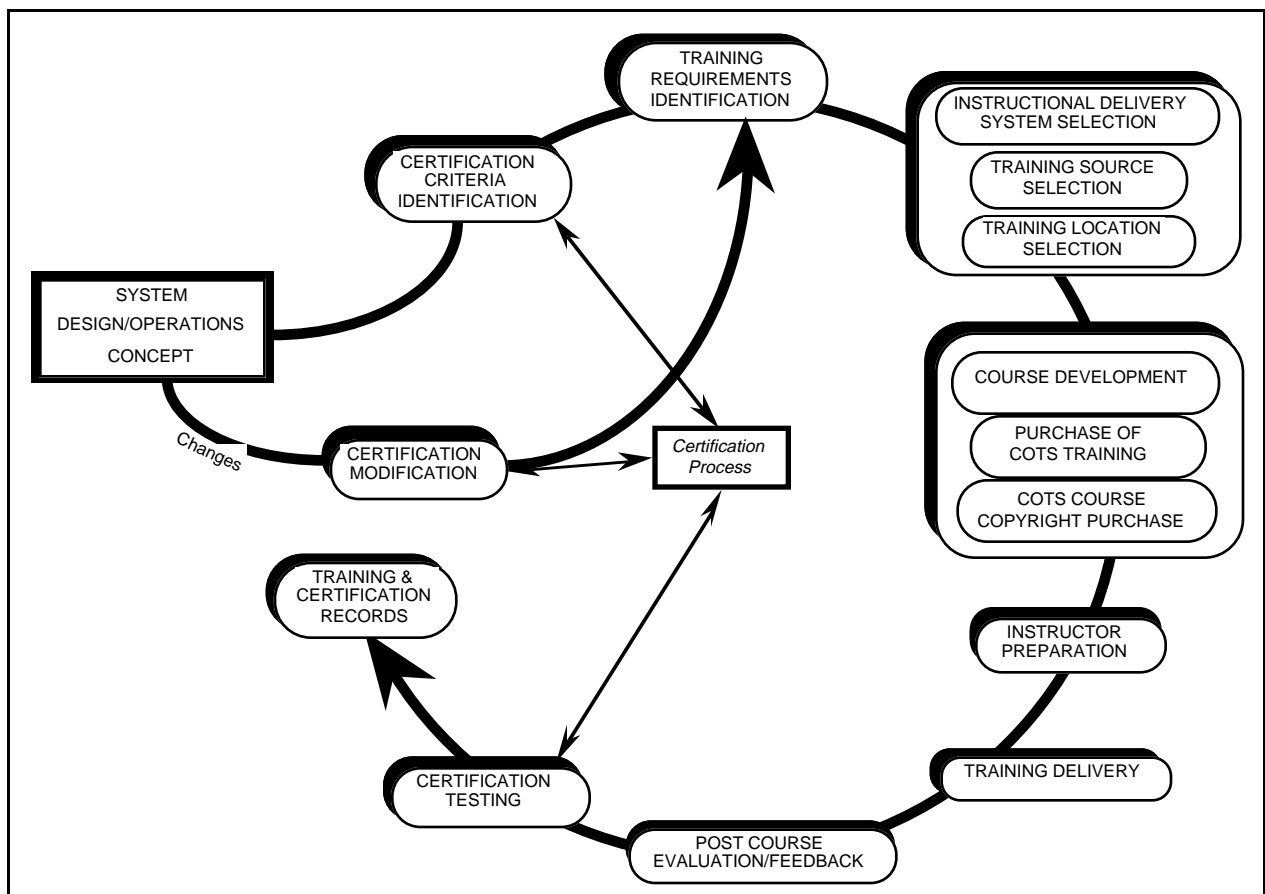 TRAINING
REQUIREMENTS
IDENTIFICATION
INSTRUCTIONAL DELIVERY
SYSTEM SELECTION
TRAINING SOURCE
SELECTION
TRAINING LOCATION
SELECTION
CERTIFICATION
CRITERIA
IDENTIFICATION
SYSTEM
DESIGN/OPERATIONS
CONCEPT
Changes
CERTIFICATION
MODIFICATION
Certification
Process
COURSE DEVELOPMENT
PURCHASE OF
COTS TRAINING
COTS COURSE
COPYRIGHT PURCHASE
TRAINING &
CERTIFICATION
RECORDS
INSTRUCTOR
PREPARATION
TRAINING DELIVERY
CERTIFICATION
TESTING
POST COURSE
EVALUATION/FEEDBACK